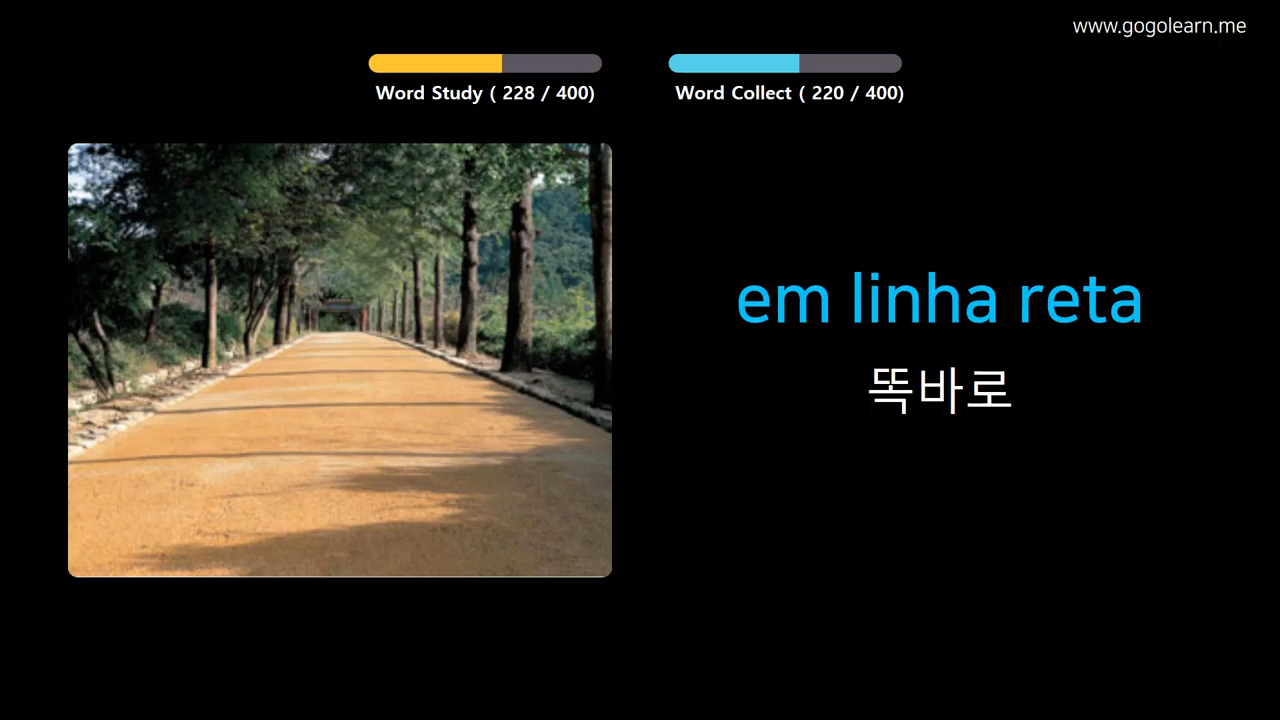 www.gogolearn.me
Word Study ( 228 / 400)
Word Collect ( 220 / 400)
em linha reta
똑바로